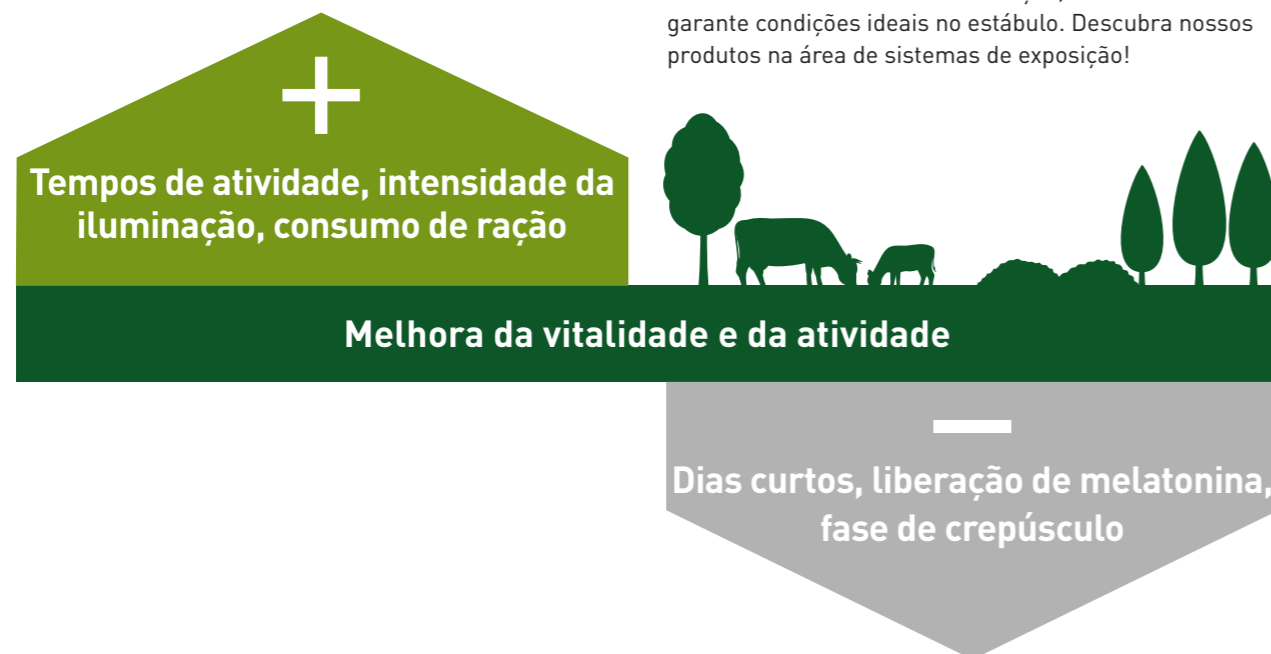 garante condições ideais no estábulo. Descubra nossos
produtos na área de sistemas de exposição!
+
Tempos de atividade, intensidade da
iluminação, consumo de ração
Melhora da vitalidade e da atividade
—
Dias curtos, liberação de melatonina,
fase de crepúsculo